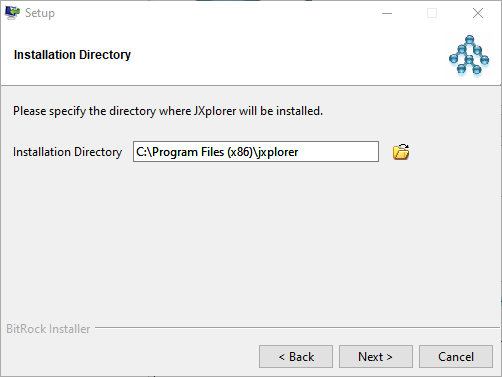 Setup
Installation Directory
Please specify the directory where JXplorer will be installed.
Installation Directory C:\Program Files (x86)\jxplorer
BitRock Installer
< Back Next > Cancel